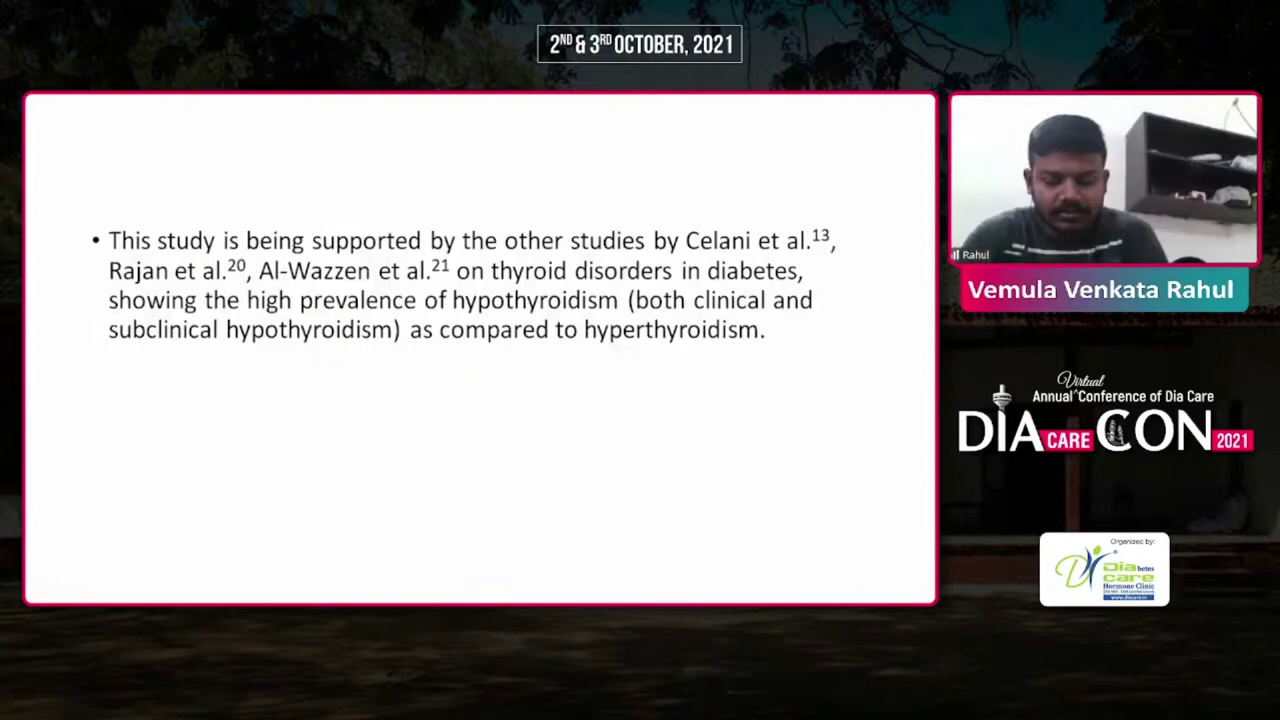 2ND & 3RD OCTOBER, 2021
• This study is being supported by the other studies by Celani et al.13,
Rajan et al.20, Al-Wazzen et al.21 on thyroid disorders in diabetes,
showing the high prevalence of hypothyroidism (both clinical and
subclinical hypothyroidism) as compared to hyperthyroidism.
Rahul
Vemula Venkata Rahul
Virtual
Annual^Conference of Dia Care
DIA CARE CON 2021
Organized by:
Diabetes
care
Hormone Clinic